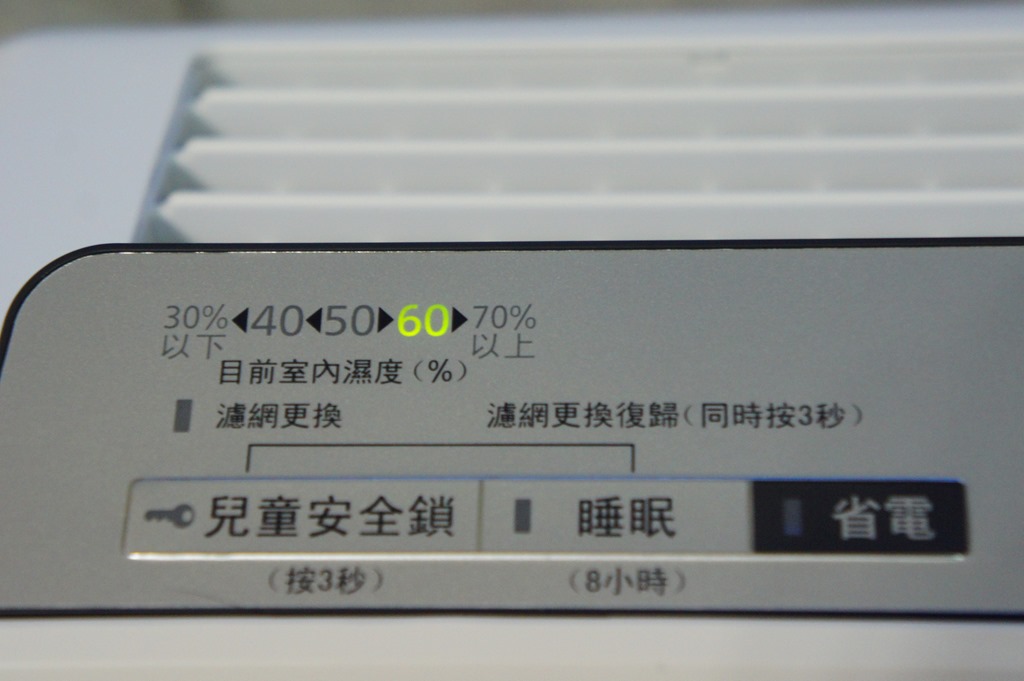 30% ◀40◀50▶60▶70%
以下 以上
目前室內濕度(%)
濾網更換 濾網更換復歸(同時按3秒)
兒童安全鎖 睡眠 省電
(按3秒) (8小時)